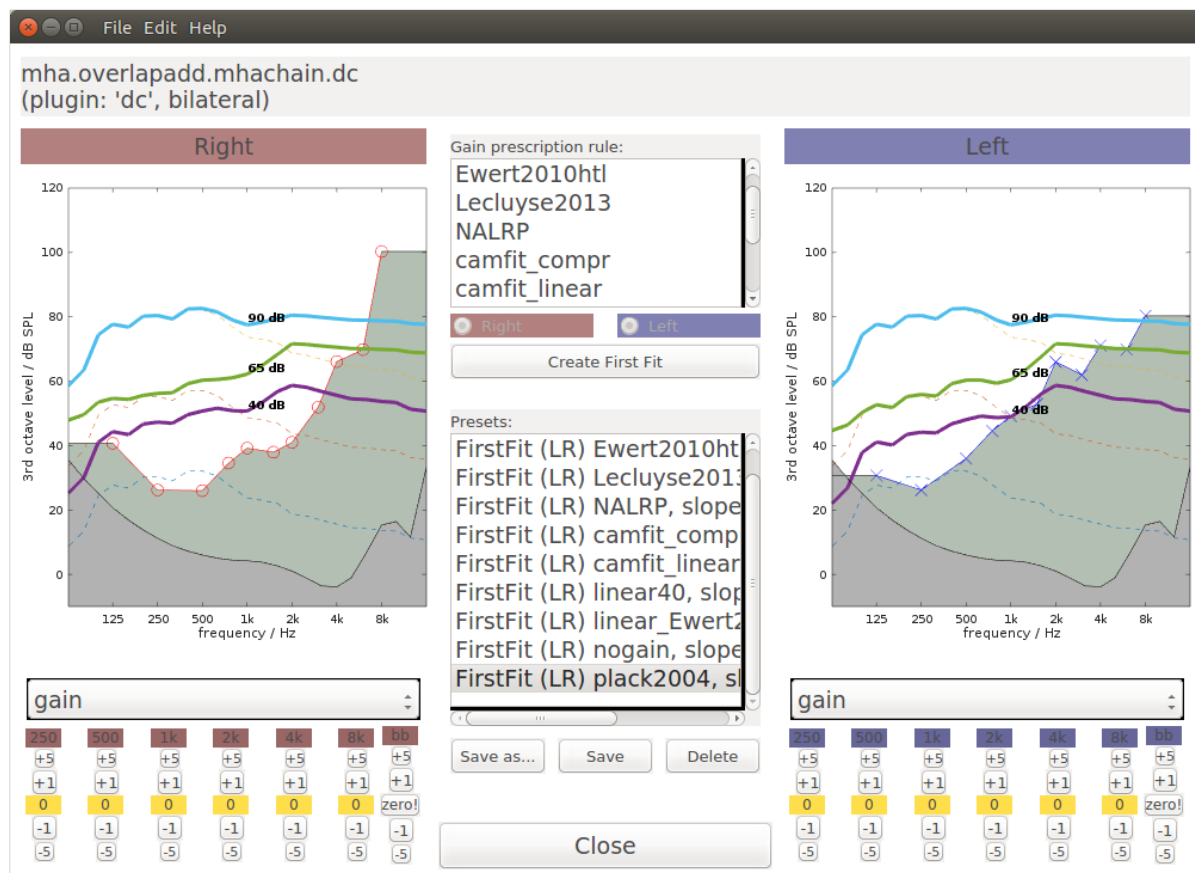 File Edit Help
mha.overlapadd.mhachain.dc
(plugin: 'dc', bilateral)
Right
120
100
80
60
40
20
0
3rd octave level / dB SPL
90 dB
65 dB
40 dB
125 250 500 1k 2k 4k 8k
frequency / Hz
gain
250 500 1k 2k 4k 8k bb
+5 +5 +5 +5 +5 +5 +5
+1 +1 +1 +1 +1 +1 +1
0 0 0 0 0 0 zero!
-1 -1 -1 -1 -1 -1 -1
-5 -5 -5 -5 -5 -5 -5
Gain prescription rule:
Ewert2010htl
Lecluyse2013
NALRP
camfit_compr
camfit_linear
Right Left
Create First Fit
Presets:
FirstFit (LR) Ewert2010ht
FirstFit (LR) Lecluyse2013
FirstFit (LR) NALRP, slope
FirstFit (LR) camfit_comp
FirstFit (LR) camfit_linear
FirstFit (LR) linear40, slop
FirstFit (LR) linear_Ewert2
FirstFit (LR) nogain, slope
FirstFit (LR) plack2004, sl
Save as... Save Delete
Close
Left
120
100
80
60
40
20
0
3rd octave level / dB SPL
90 dB
65 dB
40 dB
125 250 500 1k 2k 4k 8k
frequency / Hz
gain
250 500 1k 2k 4k 8k bb
+5 +5 +5 +5 +5 +5 +5
+1 +1 +1 +1 +1 +1 +1
0 0 0 0 0 0 zero!
-1 -1 -1 -1 -1 -1 -1
-5 -5 -5 -5 -5 -5 -5